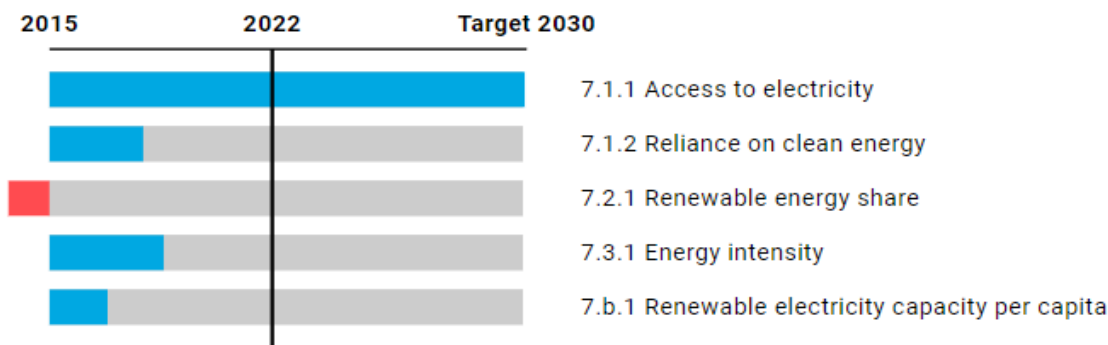 2015 2022 Target 2030
7.1.1 Access to electricity
7.1.2 Reliance on clean energy
7.2.1 Renewable energy share
7.3.1 Energy intensity
7.b.1 Renewable electricity capacity per capita